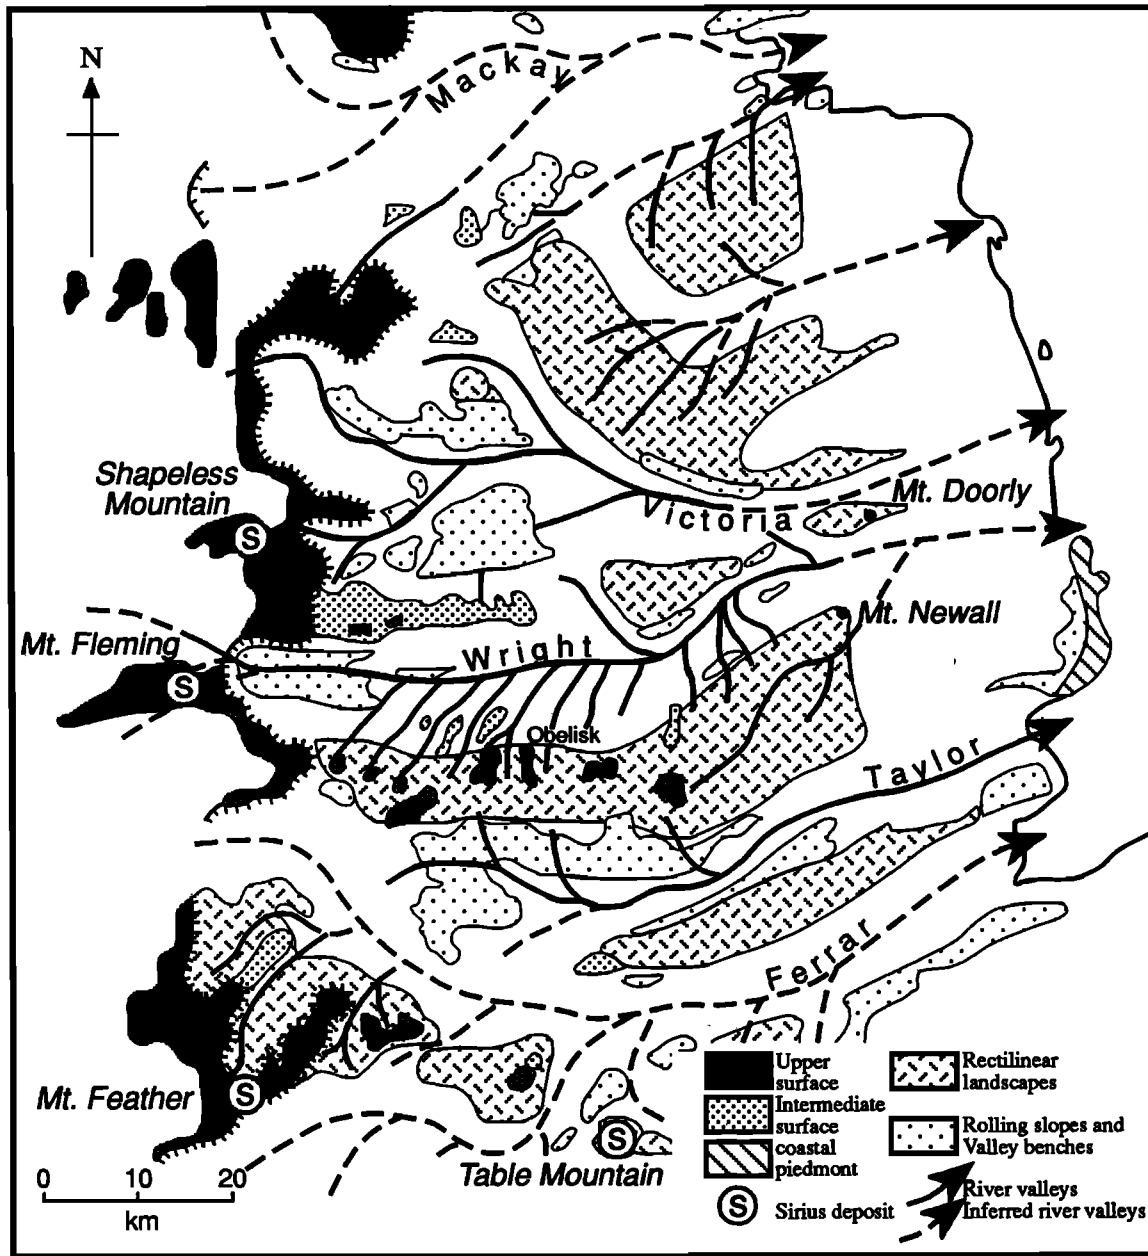 N
Mackay
Shapeless
Mountain
S
Mt. Doorly
Victoria
Mt. Fleming
S
Wright
Mt. Newall
Obelisk
Taylor
Ferrar
Mt. Feather
S
S
Table Mountain
0 10 20
km
Upper
surface
Intermediate
surface
coastal
piedmont
S Sirius deposit
Rectilinear
landscapes
Rolling slopes and
Valley benches
River valleys
Inferred river valleys